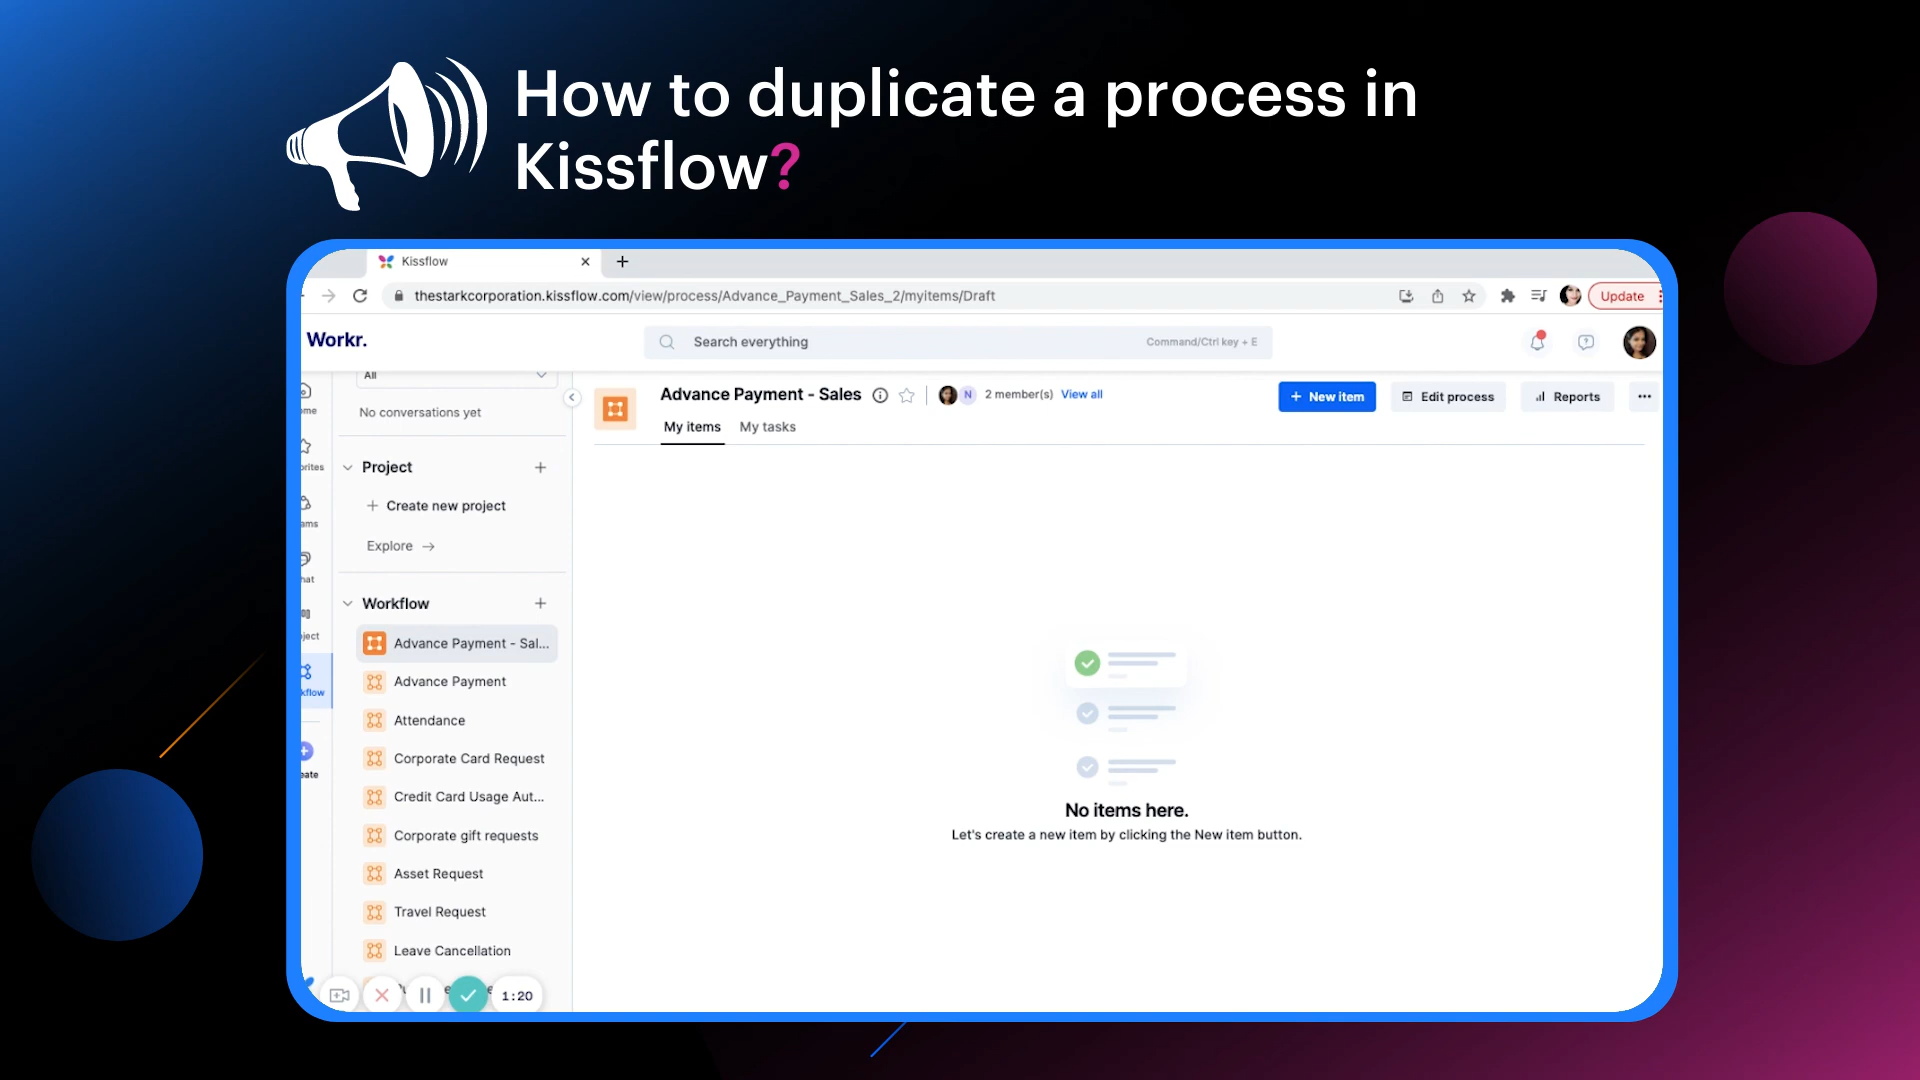 How to duplicate a process in
Kissflow?
Kissflow
thestarkcorporation.kissflow.com/view/process/Advance_Payment_Sales_2/myitems/Draft
Update
Workr.
Search everything
Command/Ctrl key + E
All
No conversations yet
Project
Create new project
Explore
Workflow
Advance Payment - Sal...
Advance Payment
Attendance
Corporate Card Request
Credit Card Usage Aut...
Corporate gift requests
Asset Request
Travel Request
Leave Cancellation
1:20
Advance Payment - Sales
N
2 member(s) View all
New item
Edit process
Reports
My items
My tasks
No items here.
Let's create a new item by clicking the New item button.